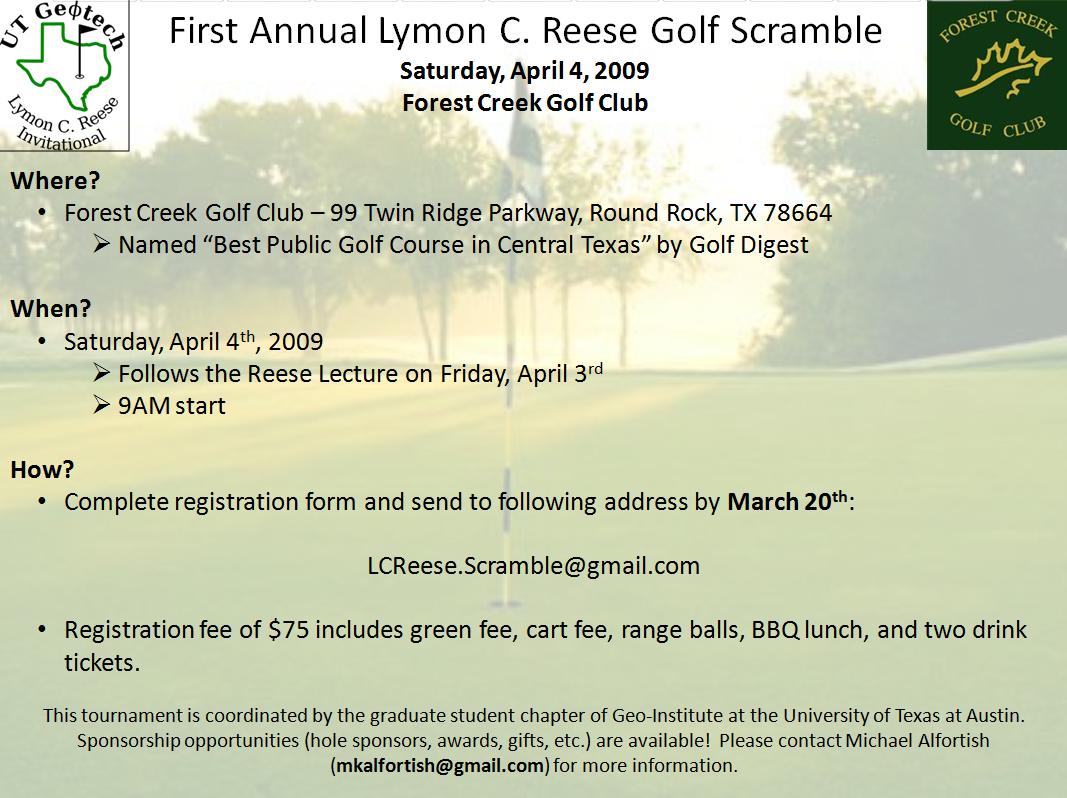 UT Geϕtech
Lymon C. Reese
Invitational
First Annual Lymon C. Reese Golf Scramble
Saturday, April 4, 2009
Forest Creek Golf Club
FOREST CREEK
GOLF CLUB
Where?
• Forest Creek Golf Club – 99 Twin Ridge Parkway, Round Rock, TX 78664
➢ Named “Best Public Golf Course in Central Texas” by Golf Digest
When?
• Saturday, April 4th, 2009
➢ Follows the Reese Lecture on Friday, April 3rd
➢ 9AM start
How?
• Complete registration form and send to following address by March 20th:
LCReese.Scramble@gmail.com
• Registration fee of $75 includes green fee, cart fee, range balls, BBQ lunch, and two drink
tickets.
This tournament is coordinated by the graduate student chapter of Geo-Institute at the University of Texas at Austin.
Sponsorship opportunities (hole sponsors, awards, gifts, etc.) are available! Please contact Michael Alfortish
(mkalfortish@gmail.com) for more information.